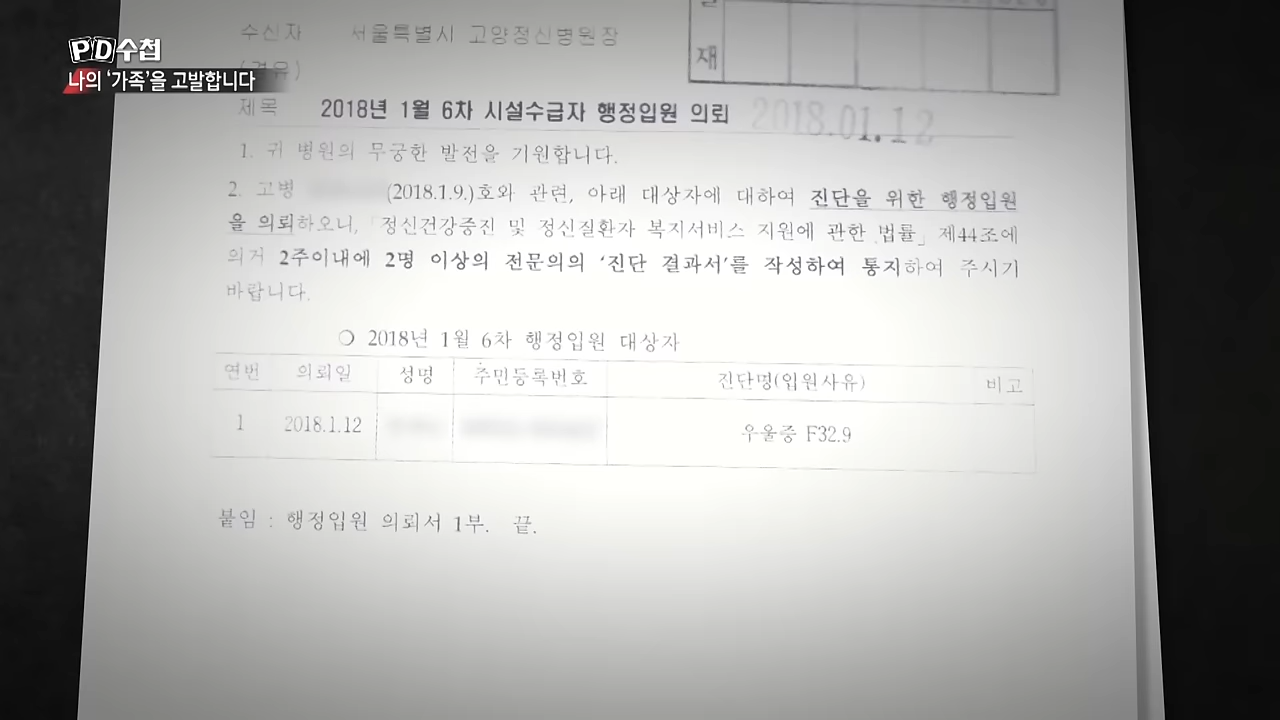 PD수첩
나의 '가족'을 고발합니다
재
수신자 서울특별시 고양정신병원장
(경유)
제목 2018년 1월 6차 시설수급자 행정입원 의뢰 2018.01.12
1. 귀 병원의 무궁한 발전을 기원합니다.
2. 고병 (2018.1.9.)호와 관련, 아래 대상자에 대하여 진단을 위한 행정입원
을 의뢰하오니, 「정신건강증진 및 정신질환자 복지서비스 지원에 관한 법률」 제44조에
의거 2주이내에 2명 이상의 전문의의 '진단 결과서'를 작성하여 통지하여 주시기
바랍니다.
❍ 2018년 1월 6차 행정입원 대상자
연번 의뢰일 성명 주민등록번호 진단명(입원사유) 비고
1 2018.1.12 우울증 F32.9
붙임 : 행정입원 의뢰서 1부. 끝.